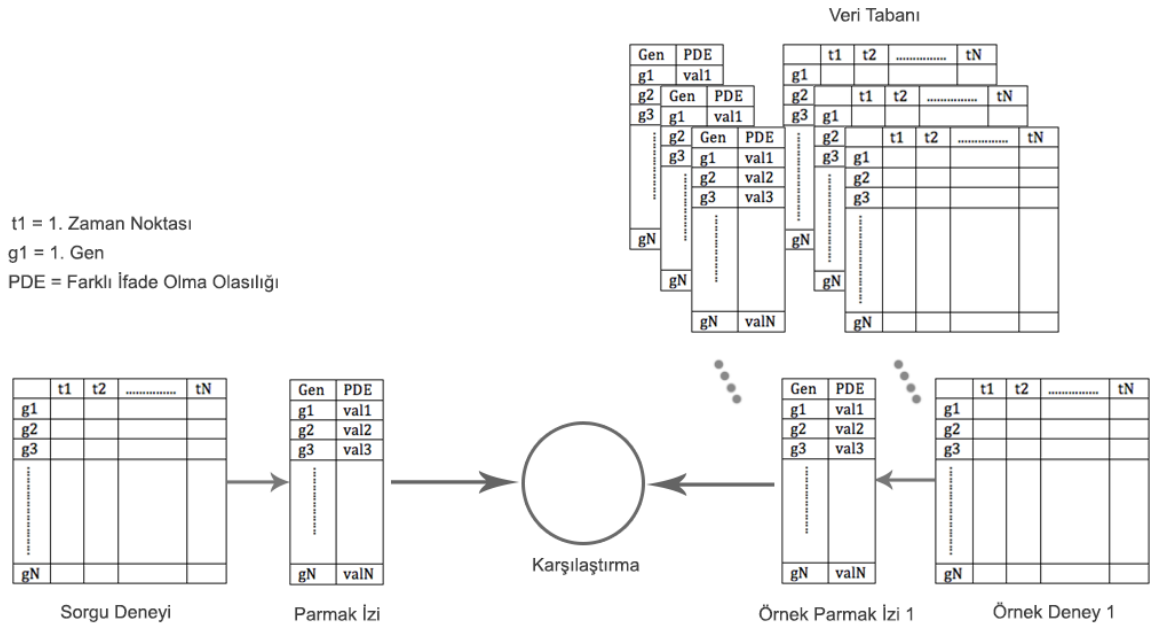 Veri Tabanı
Gen PDE
g1 val1
g2
g3
gN
Gen PDE
g1 val1
g2
g3
gN
Gen PDE
g1 val1
g2 val2
g3 val3
gN valN
t1 t2 ............... tN
g1
g2
g3
gN
t1 t2 ............... tN
g1
g2
g3
gN
t1 t2 ............... tN
g1
g2
g3
gN
t1 = 1. Zaman Noktası
g1 = 1. Gen
PDE = Farklı İfade Olma Olasılığı
t1 t2 ............... tN
g1
g2
g3
gN
Sorgu Deneyi
Gen PDE
g1 val1
g2 val2
g3 val3
gN valN
Parmak İzi
Karşılaştırma
Gen PDE
g1 val1
g2 val2
g3 val3
gN valN
Örnek Parmak İzi 1
t1 t2 ............... tN
g1
g2
g3
gN
Örnek Deney 1